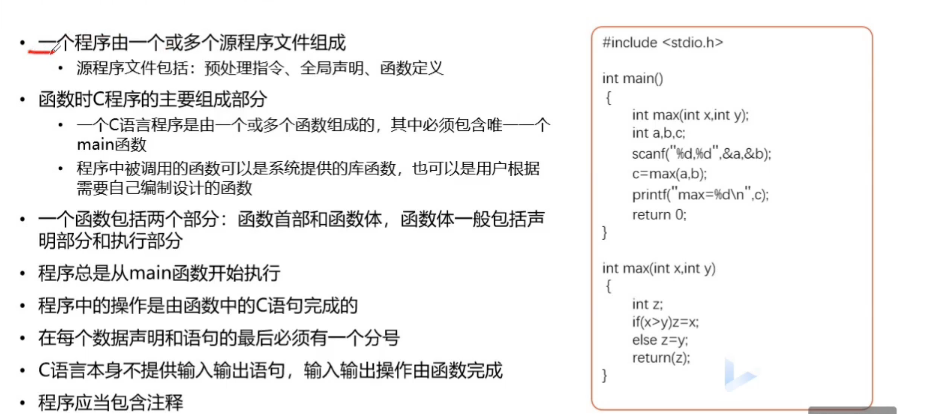 • 一个程序由一个或多个源程序文件组成
• 源程序文件包括：预处理指令、全局声明、函数定义
• 函数时C程序的主要组成部分
• 一个C语言程序是由一个或多个函数组成的，其中必须包含唯一一个
main函数
• 程序中被调用的函数可以是系统提供的库函数，也可以是用户根据
需要自己编制设计的函数
• 一个函数包括两个部分：函数首部和函数体，函数体一般包括声
明部分和执行部分
• 程序总是从main函数开始执行
• 程序中的操作是由函数中的C语句完成的
• 在每个数据声明和语句的最后必须有一个分号
• C语言本身不提供输入输出语句，输入输出操作由函数完成
• 程序应当包含注释
#include <stdio.h>
int main()
{
int max(int x,int y);
int a,b,c;
scanf("%d,%d",&a,&b);
c=max(a,b);
printf("max=%d\n",c);
return 0;
}
int max(int x,int y)
{
int z;
if(x>y)z=x;
else z=y;
return(z);
}